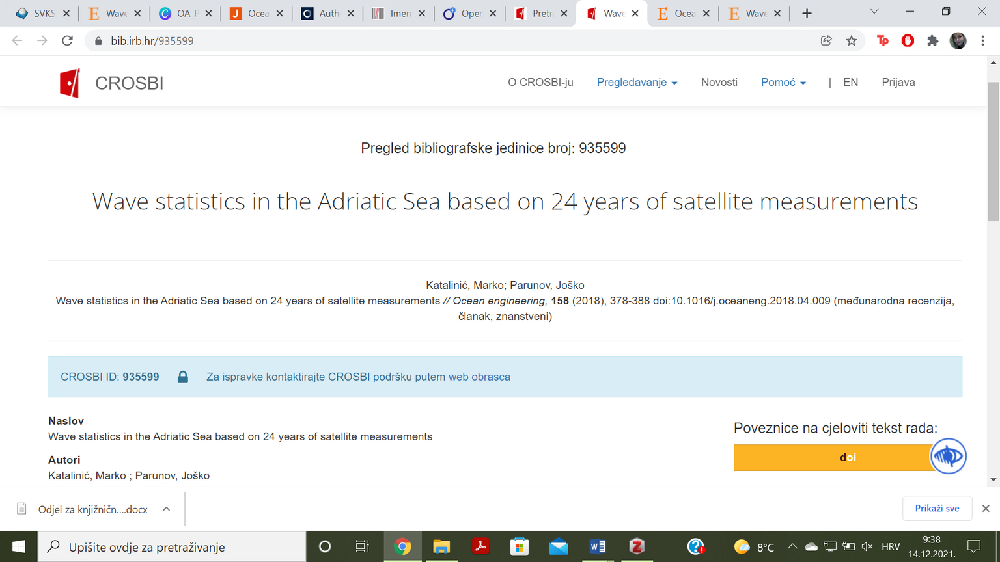 SVKS
Wave
OA_F
Ocea
Auth
Imen
Oper
Pretr
Wave
Ocea
Wave
bib.irb.hr/935599
CROSBI
O CROSBI-ju Pregledavanje Novosti Pomoć | EN Prijava
Pregled bibliografske jedinice broj: 935599
Wave statistics in the Adriatic Sea based on 24 years of satellite measurements
Katalinić, Marko; Parunov, Joško
Wave statistics in the Adriatic Sea based on 24 years of satellite measurements // Ocean engineering, 158 (2018), 378-388 doi:10.1016/j.oceaneng.2018.04.009 (međunarodna recenzija,
članak, znanstveni)
CROSBI ID: 935599 Za ispravke kontaktirajte CROSBI podršku putem web obrasca
Naslov
Wave statistics in the Adriatic Sea based on 24 years of satellite measurements
Autori
Katalinić, Marko ; Parunov, Joško
Poveznice na cjeloviti tekst rada:
doi
Odjel za knjižničn....docx
Prikaži sve
Upišite ovdje za pretraživanje
8°C
HRV
9:38
14.12.2021.